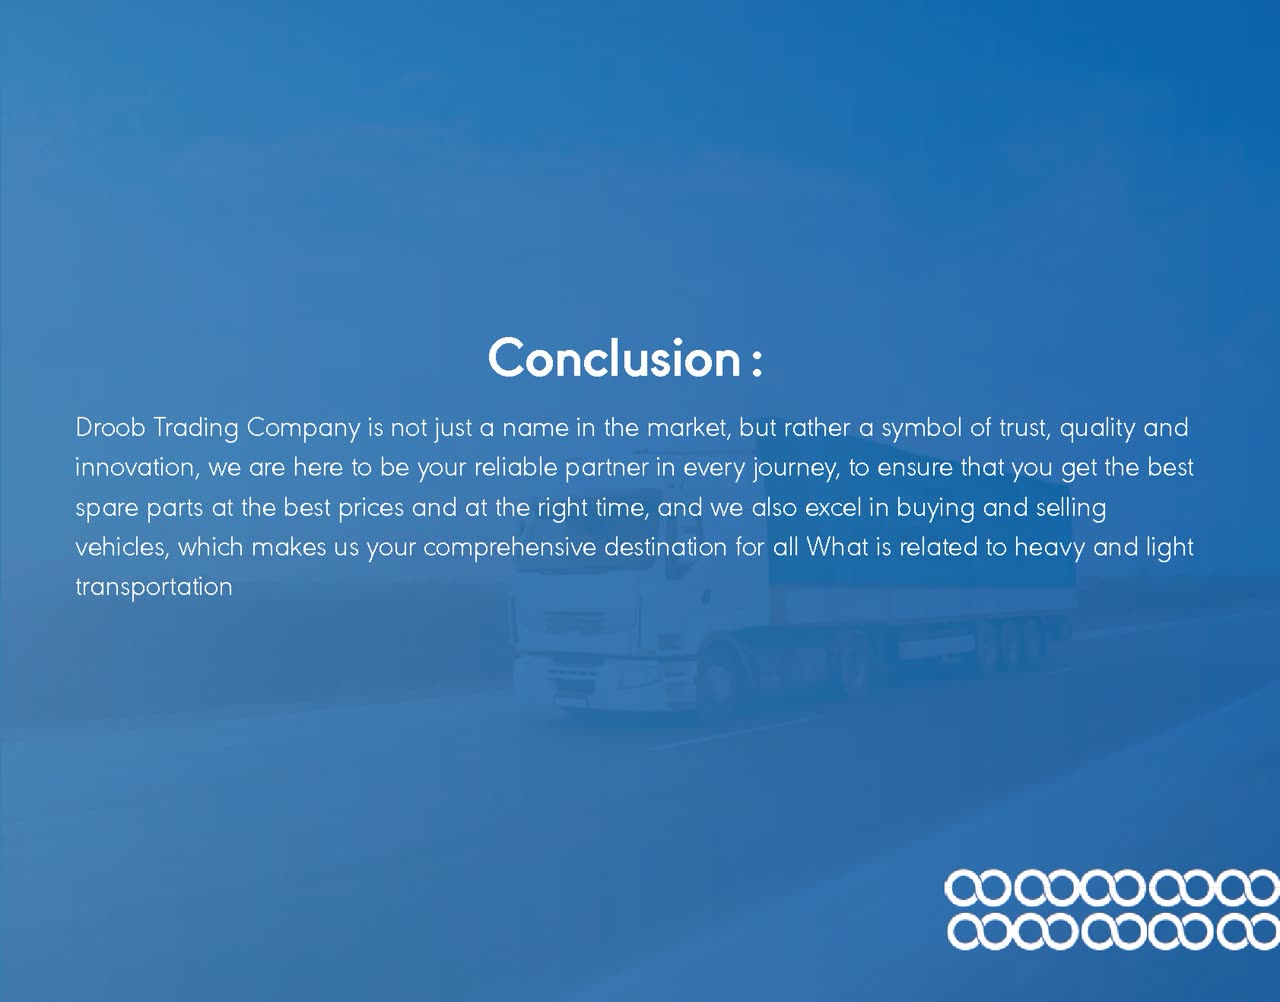 Conclusion :
Droob Trading Company is not just a name in the market, but rather a symbol of trust, quality and
innovation, we are here to be your reliable partner in every journey, to ensure that you get the best
spare parts at the best prices and at the right time, and we also excel in buying and selling
vehicles, which makes us your comprehensive destination for all What is related to heavy and light
transportation